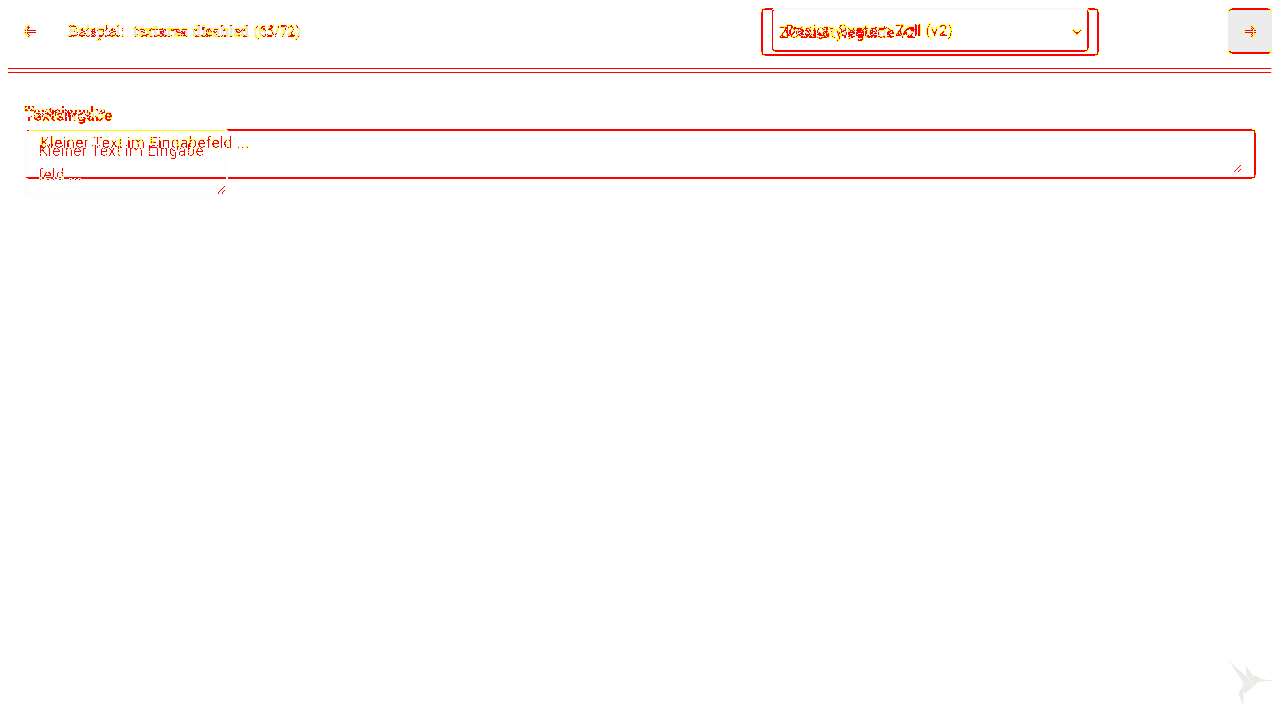 Beispiel: textarea disabled (65/72)
Design System Zoll (v2)
Texteingabe
Kleiner Text im Eingabefeld ...
Kleiner Text im Eingabe
feld ...